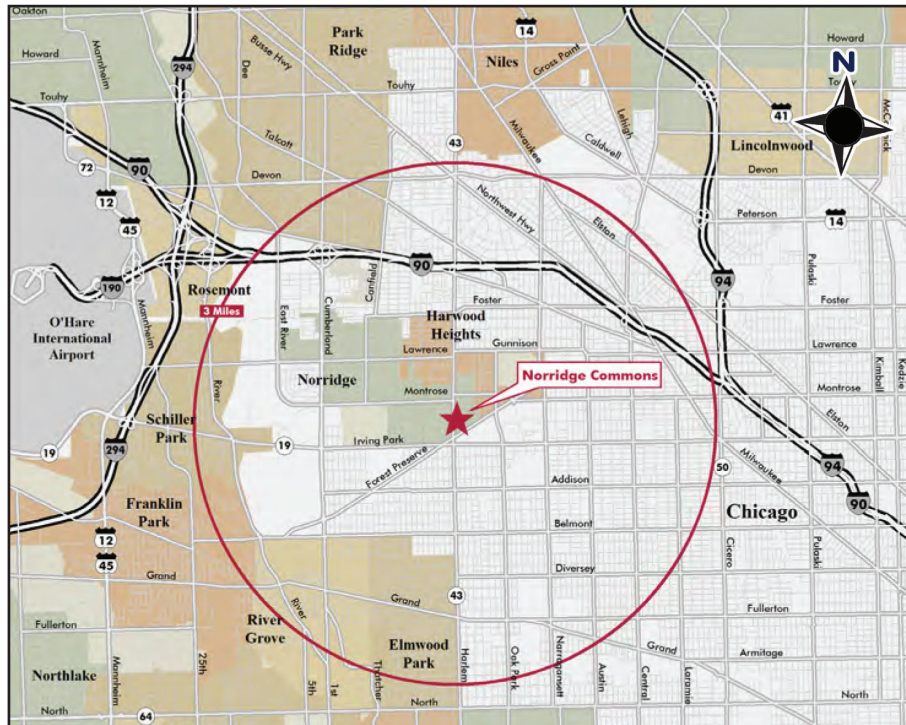 Oakton
Howard
Mannheim
294
Dee
Busse Hwy
Park
Ridge
14
Niles
Gross Point
Howard
Touhy
N
Touhy
Touhy
Talcott
43
Milwaukee
Lehigh
Caldwell
41
Lincolnwood
72
90
Devon
Devon
Devon
12
45
Northwest Hwy
Elston
Peterson
14
190
O'Hare
International
Airport
Mannheim
Rosemont
3 Miles
River
East River
Cumberland
90
Foster
Harwood
Heights
94
Pulaski
Foster
Lawrence
Gunnison
Lawrence
Norridge
Montrose
Norridge Commons
Montrose
Kimball
Kedzie
Elston
Schiller
Park
19
294
19
Irving Park
Forest Preserve
Addison
50
Milwaukee
94
90
Franklin
Park
12
45
Belmont
Chicago
Grand
Diversey
Cicero
Pulaski
43
Grand
Fullerton
River
Grove
River
Fullerton
Elmwood
Park
Grand
Armitage
Northlake
Mannheim
25th
5th
1st
Thatcher
Harlem
Oak Park
Narragansett
Austin
Central
Laramie
North
64
North
North